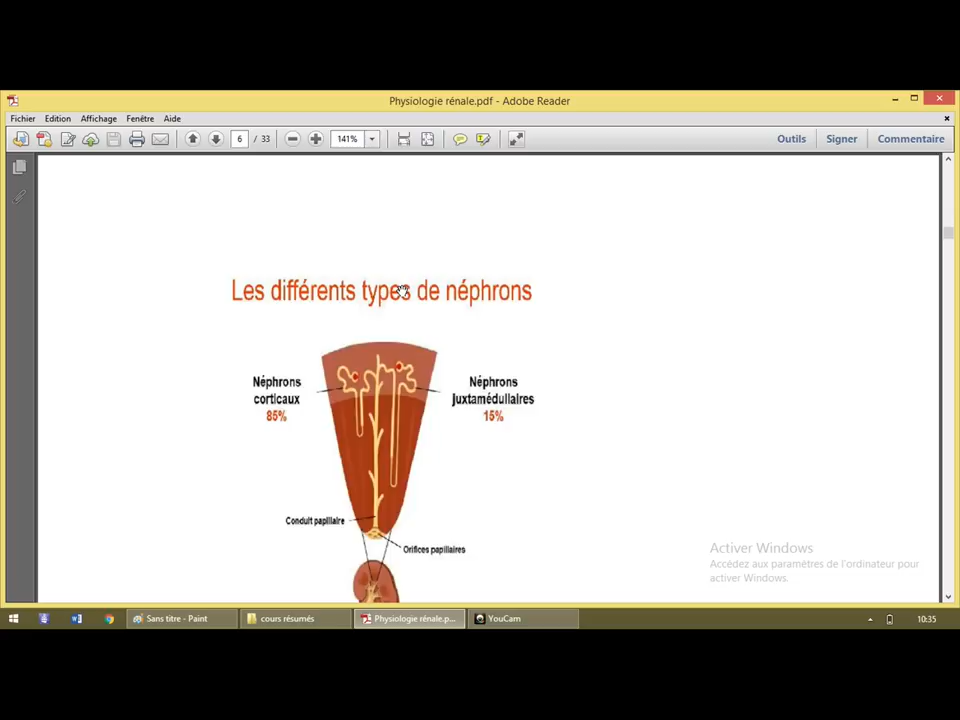 Physiologie rénale.pdf - Adobe Reader
Fichier Edition Affichage Fenêtre Aide
6 / 33 141% Outils Signer Commentaire
Les différents types de néphrons
Néphrons
corticaux
85%
Néphrons
juxtamédullaires
15%
Conduit papillaire
Orifices papillaires
Activer Windows
Accédez aux paramètres de l'ordinateur pour
activer Windows.
Sans titre - Paint cours résumés Physiologie rénale.p... YouCam 10:35